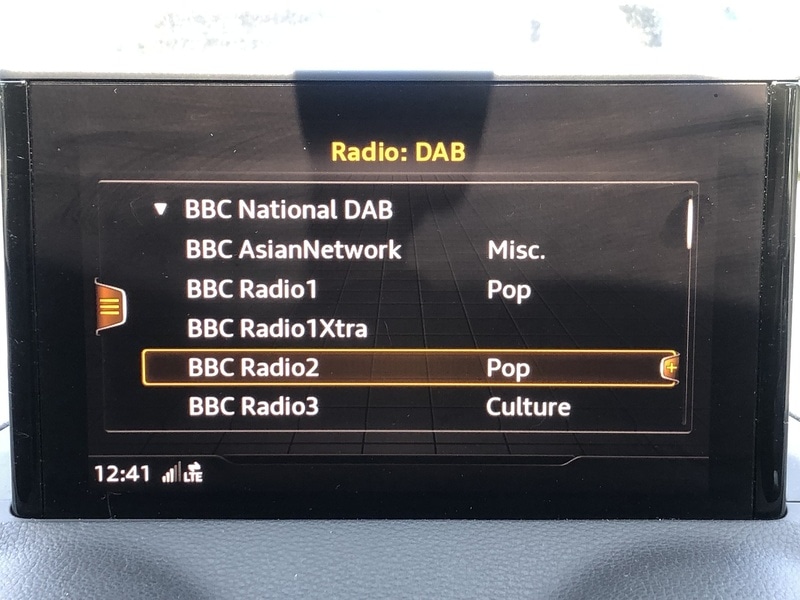 Radio: DAB
BBC National DAB
BBC AsianNetwork Misc.
BBC Radio1 Pop
BBC Radio1Xtra
BBC Radio2 Pop
BBC Radio3 Culture
12:41 LTE